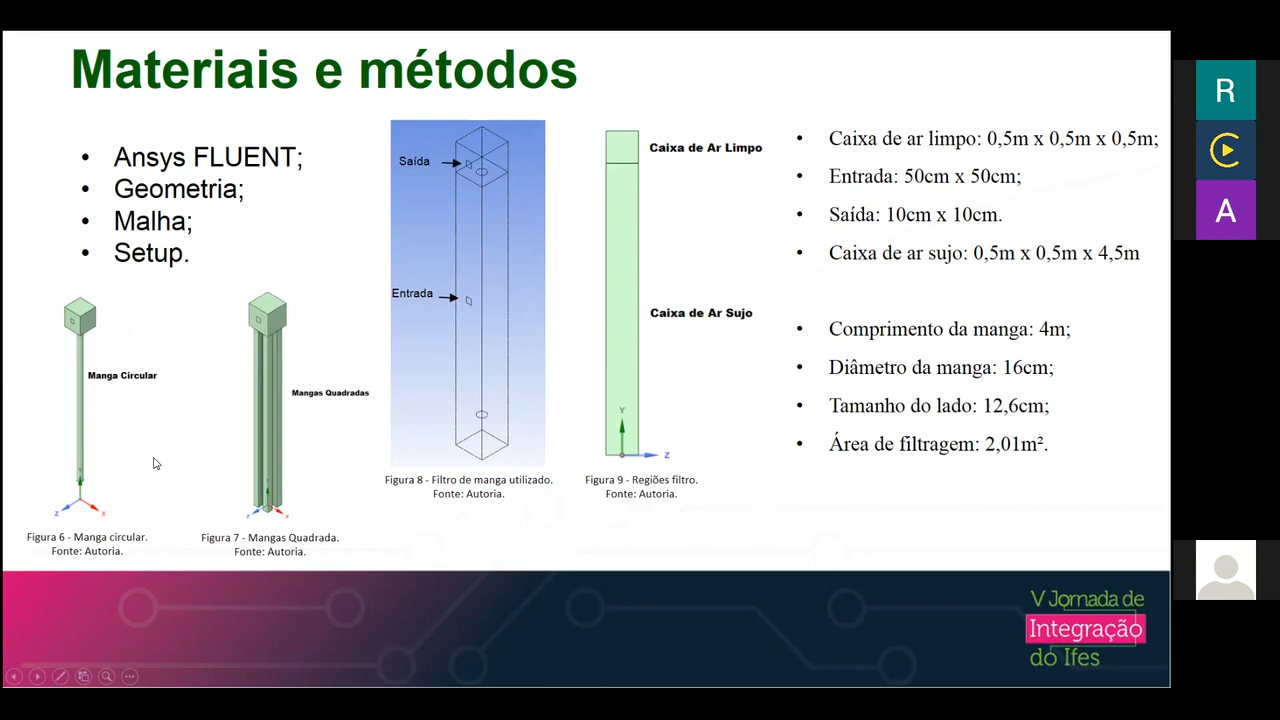 Materiais e métodos
• Ansys FLUENT;
• Geometria;
• Malha;
• Setup.
Manga Circular
Figura 6 - Manga circular.
Fonte: Autoria.
Mangas Quadradas
Figura 7 - Mangas Quadrada.
Fonte: Autoria.
Saída
Entrada
Figura 8 - Filtro de manga utilizado.
Fonte: Autoria.
Caixa de Ar Limpo
Caixa de Ar Sujo
Y
Z
Figura 9 - Regiões filtro.
Fonte: Autoria.
• Caixa de ar limpo: 0,5m x 0,5m x 0,5m;
• Entrada: 50cm x 50cm;
• Saída: 10cm x 10cm.
• Caixa de ar sujo: 0,5m x 0,5m x 4,5m
• Comprimento da manga: 4m;
• Diâmetro da manga: 16cm;
• Tamanho do lado: 12,6cm;
• Área de filtragem: 2,01m².
V Jornada de
Integração
do Ifes
R
A